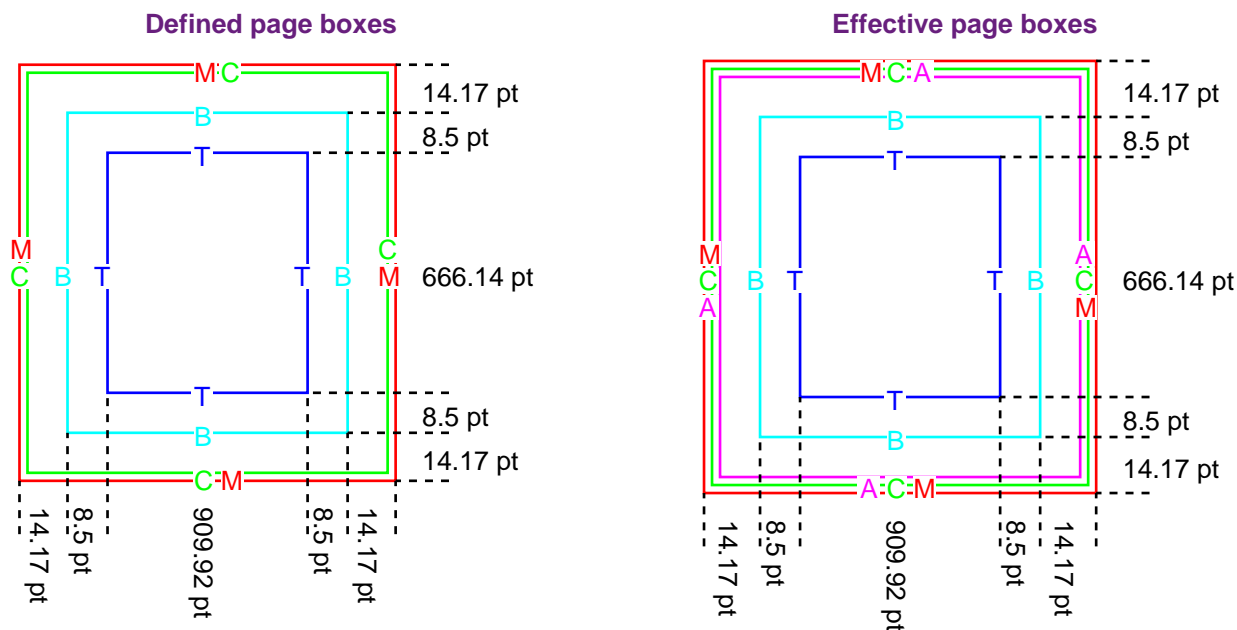 Defined page boxes
M C
14.17 pt
B
8.5 pt
T
M
C
B
T
T
B
C
M
666.14 pt
T
8.5 pt
B
14.17 pt
C M
14.17 pt
8.5 pt
909.92 pt
8.5 pt
14.17 pt
Effective page boxes
M C A
14.17 pt
B
8.5 pt
T
M
C
A
B
T
T
B
A
C
M
666.14 pt
T
8.5 pt
B
14.17 pt
A C M
14.17 pt
8.5 pt
909.92 pt
8.5 pt
14.17 pt